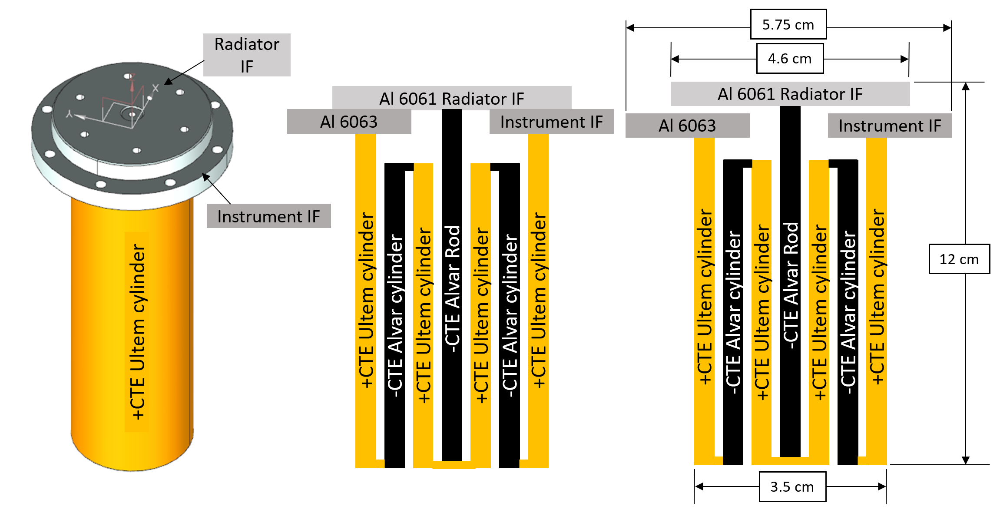 Radiator
IF
Z
X
Y
Instrument IF
+CTE Ultem cylinder
Al 6061 Radiator IF
Al 6063
Instrument IF
+CTE Ultem cylinder
-CTE Alvar cylinder
+CTE Ultem cylinder
-CTE Alvar Rod
+CTE Ultem cylinder
-CTE Alvar cylinder
+CTE Ultem cylinder
5.75 cm
4.6 cm
Al 6061 Radiator IF
Al 6063
Instrument IF
+CTE Ultem cylinder
-CTE Alvar cylinder
+CTE Ultem cylinder
-CTE Alvar Rod
+CTE Ultem cylinder
-CTE Alvar cylinder
+CTE Ultem cylinder
12 cm
3.5 cm